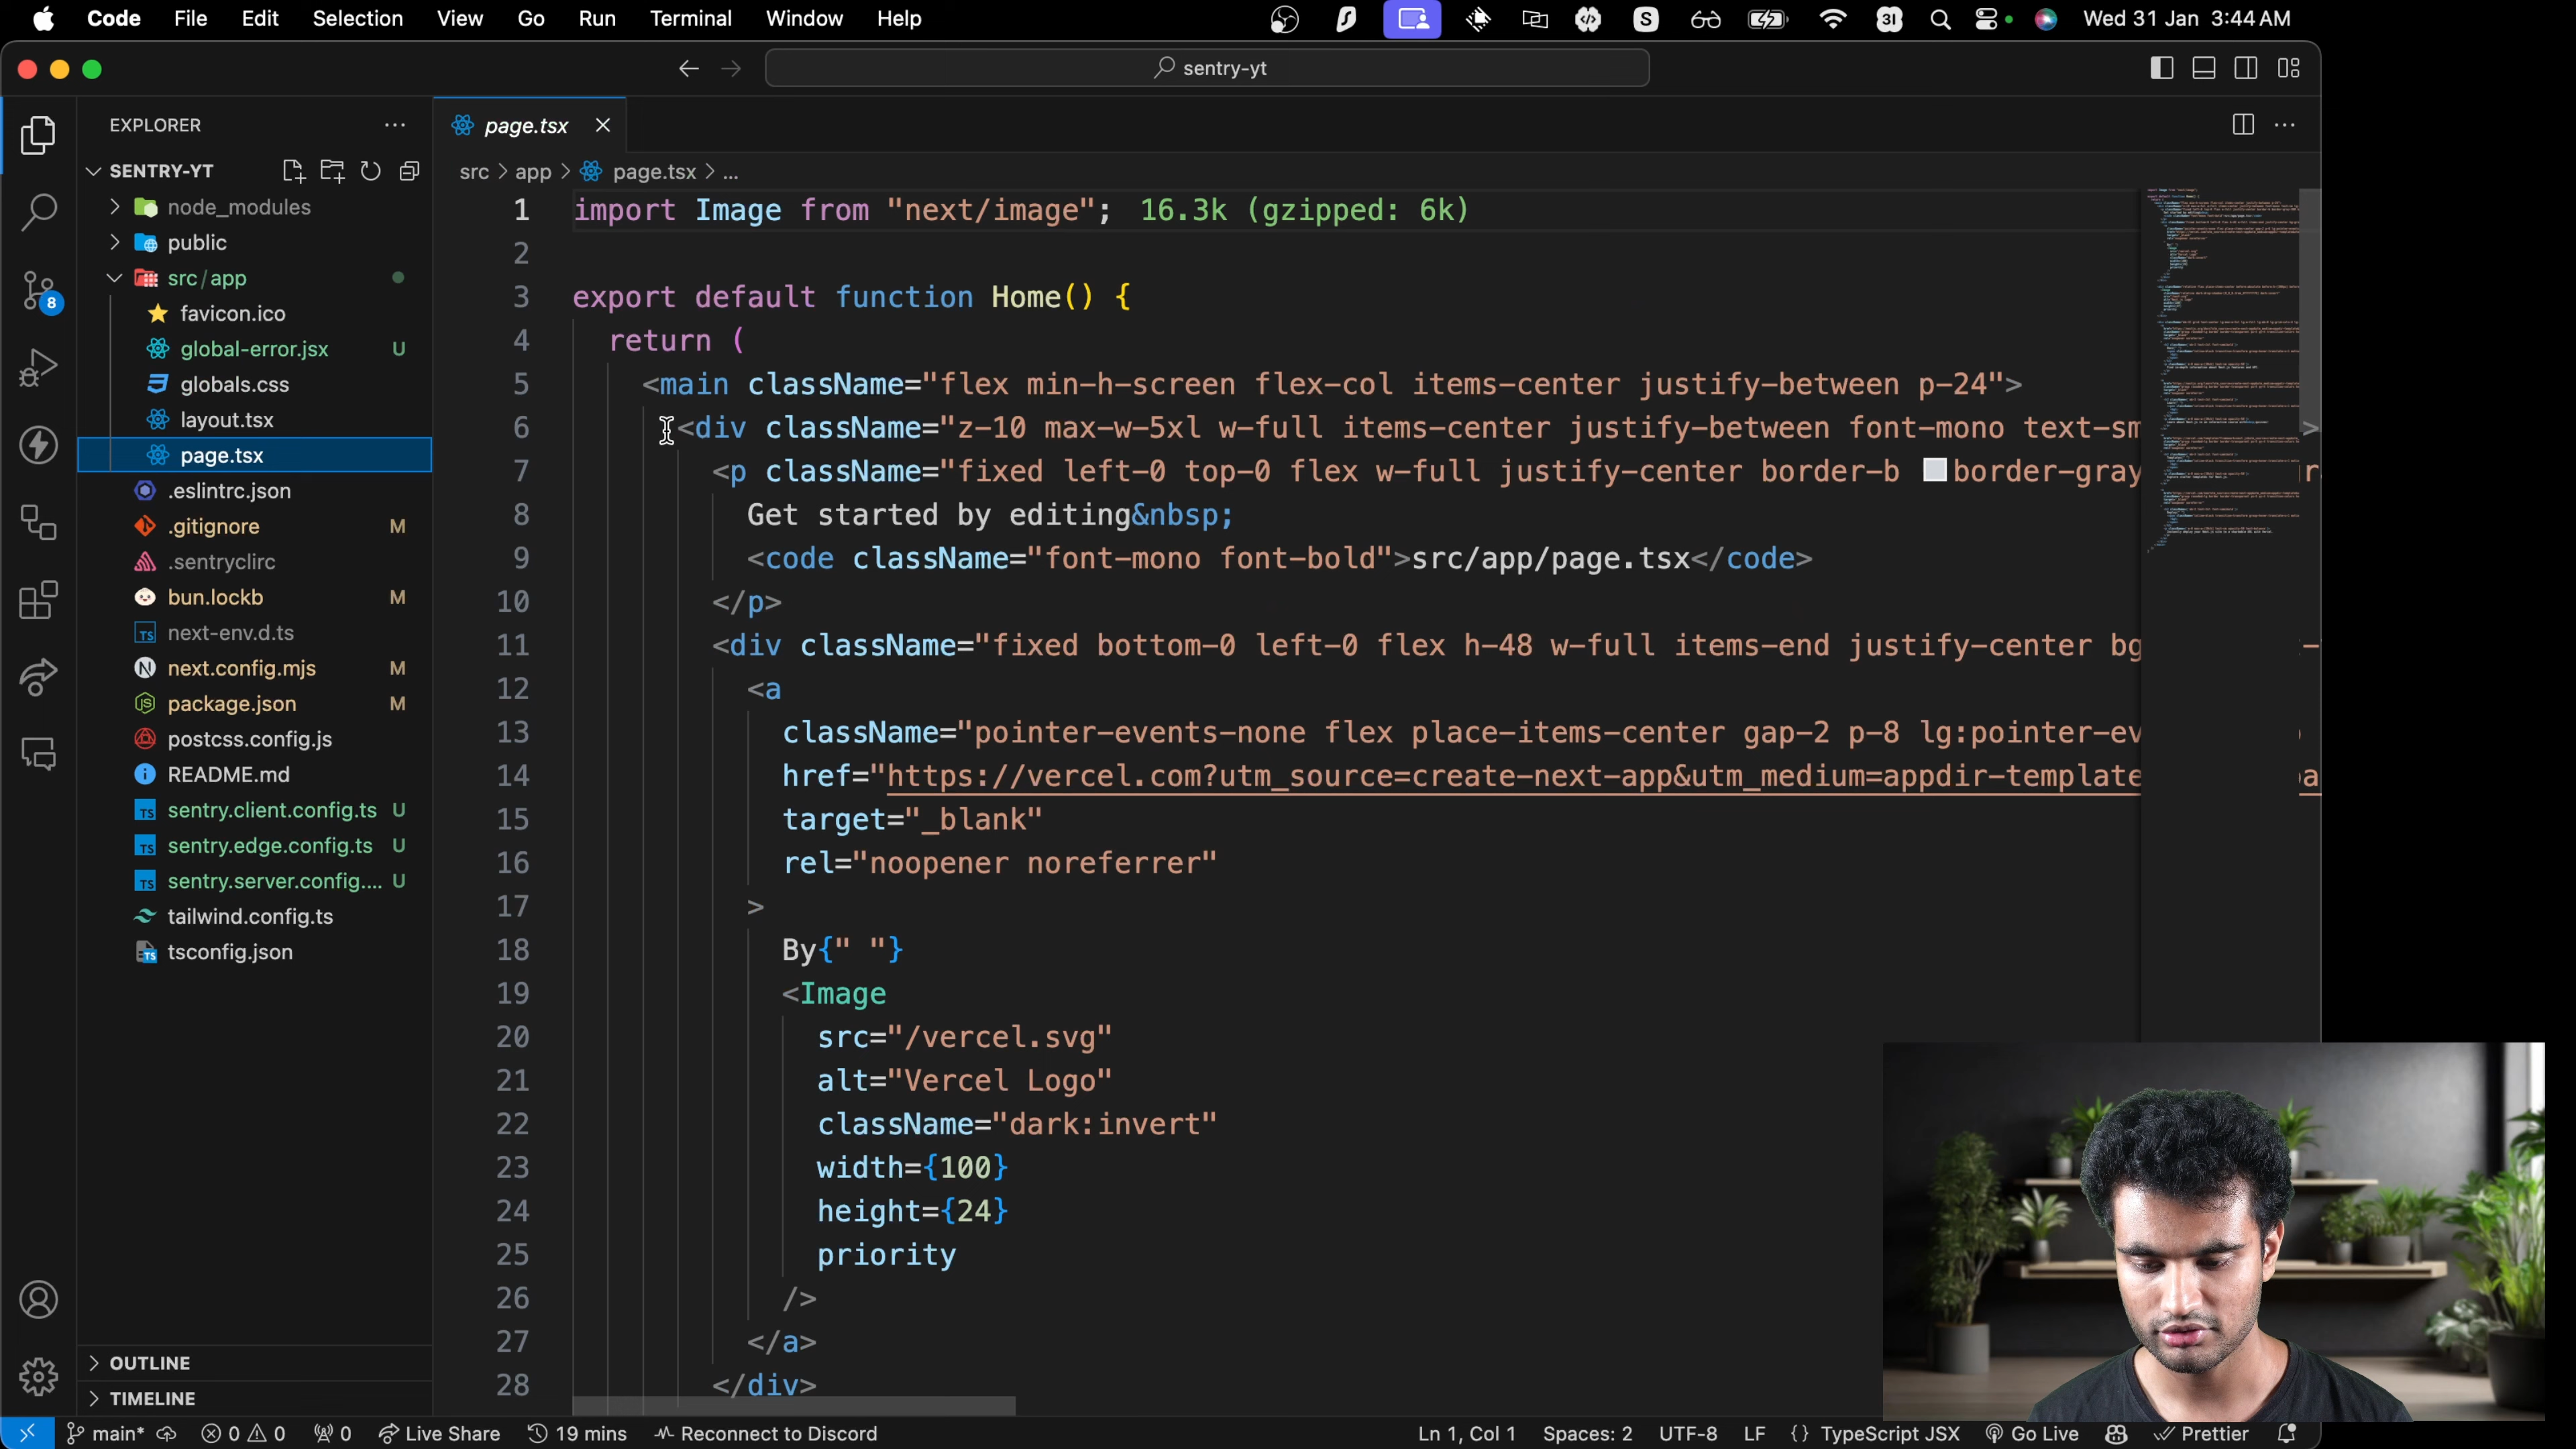 Code File Edit Selection View Go Run Terminal Window Help
S 31 Wed 31 Jan 3:44 AM
sentry-yt
EXPLORER
page.tsx
SENTRY-YT
node_modules
public
src/app
favicon.ico
global-error.jsx U
globals.css
layout.tsx
page.tsx
.eslintrc.json
.gitignore M
.sentryclirc
bun.lockb M
TS next-env.d.ts
N next.config.mjs M
JS package.json M
postcss.config.js
README.md
TS sentry.client.config.ts U
TS sentry.edge.config.ts U
TS sentry.server.config.... U
tailwind.config.ts
TS tsconfig.json
8
OUTLINE
TIMELINE
src > app > page.tsx > ...
1 import Image from "next/image"; 16.3k (gzipped: 6k)
2
3 export default function Home() {
4 return (
5 <main className="flex min-h-screen flex-col items-center justify-between p-24">
6 <div className="z-10 max-w-5xl w-full items-center justify-between font-mono text-sm
7 <p className="fixed left-0 top-0 flex w-full justify-center border-b border-gray
8 Get started by editing&nbsp;
9 <code className="font-mono font-bold">src/app/page.tsx</code>
10 </p>
11 <div className="fixed bottom-0 left-0 flex h-48 w-full items-end justify-center bg
12 <a
13 className="pointer-events-none flex place-items-center gap-2 p-8 lg:pointer-ev
14 href="https://vercel.com?utm_source=create-next-app&utm_medium=appdir-template
15 target="_blank"
16 rel="noopener noreferrer"
17 >
18 By{" "}
19 <Image
20 src="/vercel.svg"
21 alt="Vercel Logo"
22 className="dark:invert"
23 width={100}
24 height={24}
25 priority
26 />
27 </a>
28 </div>
main* 0 0 0 Live Share 19 mins Reconnect to Discord Ln 1, Col 1 Spaces: 2 UTF-8 LF {} TypeScript JSX Go Live Prettier